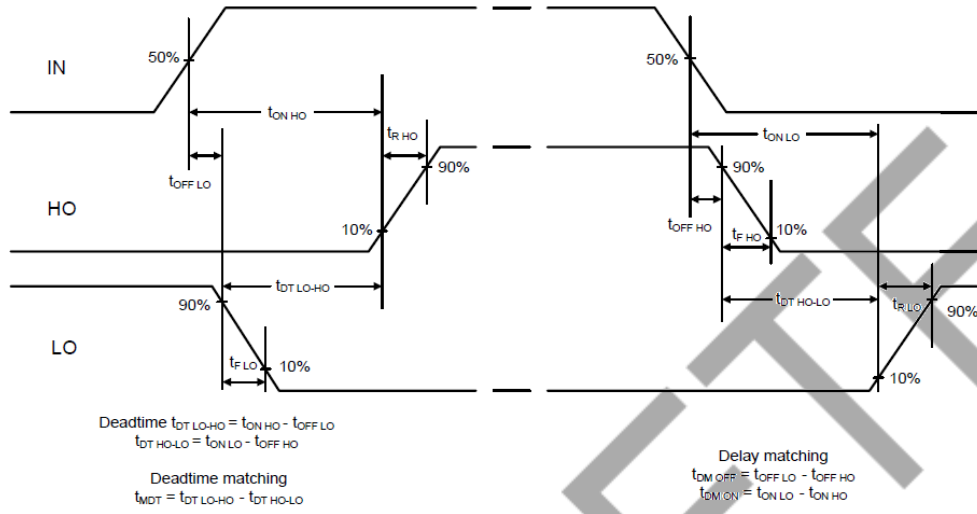 IN
50%
50%
tON HO
tR HO
tON LO
tOFF LO
90%
90%
HO
10%
tOFF HO
tF HO
10%
tDT LO-HO
tDT HO-LO
tR LO
90%
90%
LO
tF LO
10%
10%
Deadtime tDT LO-HO = tON HO - tOFF LO
tDT HO-LO = tON LO - tOFF HO
Deadtime matching
tMDT = tDT LO-HO - tDT HO-LO
Delay matching
tDM OFF = tOFF LO - tOFF HO
tDM ON = tON LO - tON HO